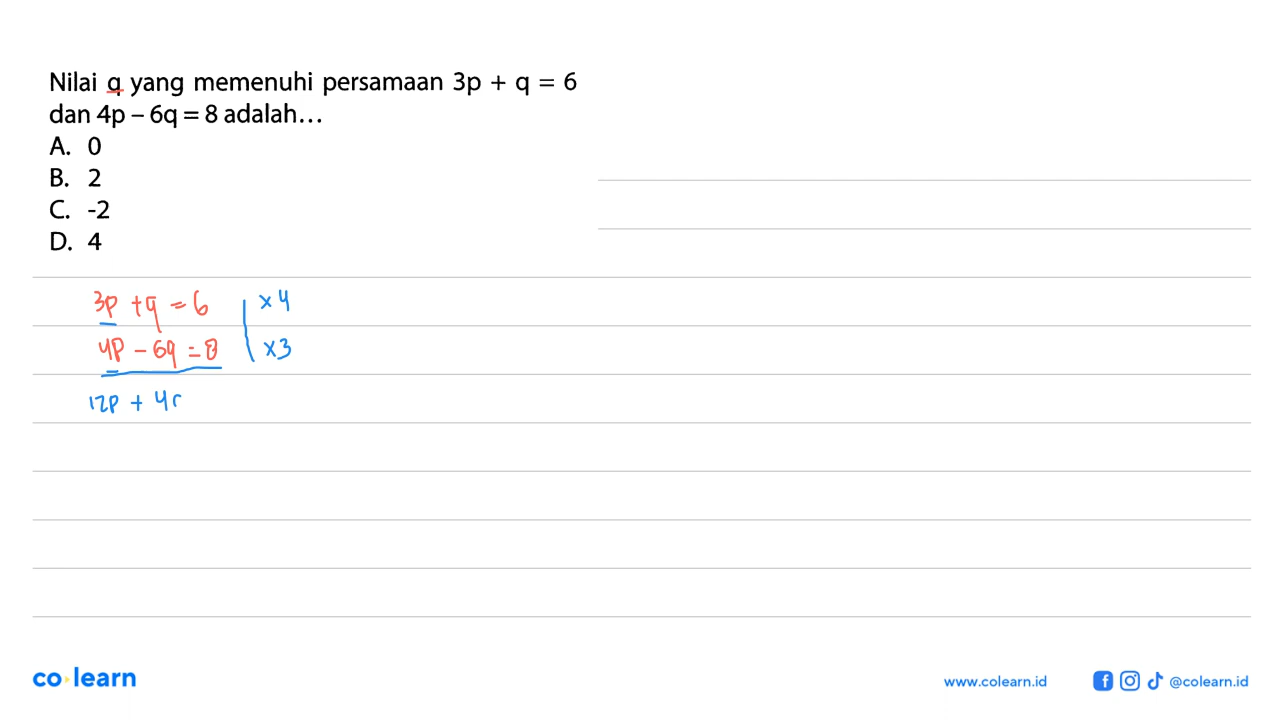 Nilai q yang memenuhi persamaan 3p + q = 6
dan 4p – 6q = 8 adalah...
A. 0
B. 2
C. -2
D. 4
3p + q = 6 | ×4
4p - 6q = 8 | ×3
12p + 4
co learn
www.colearn.id
@colearn.id